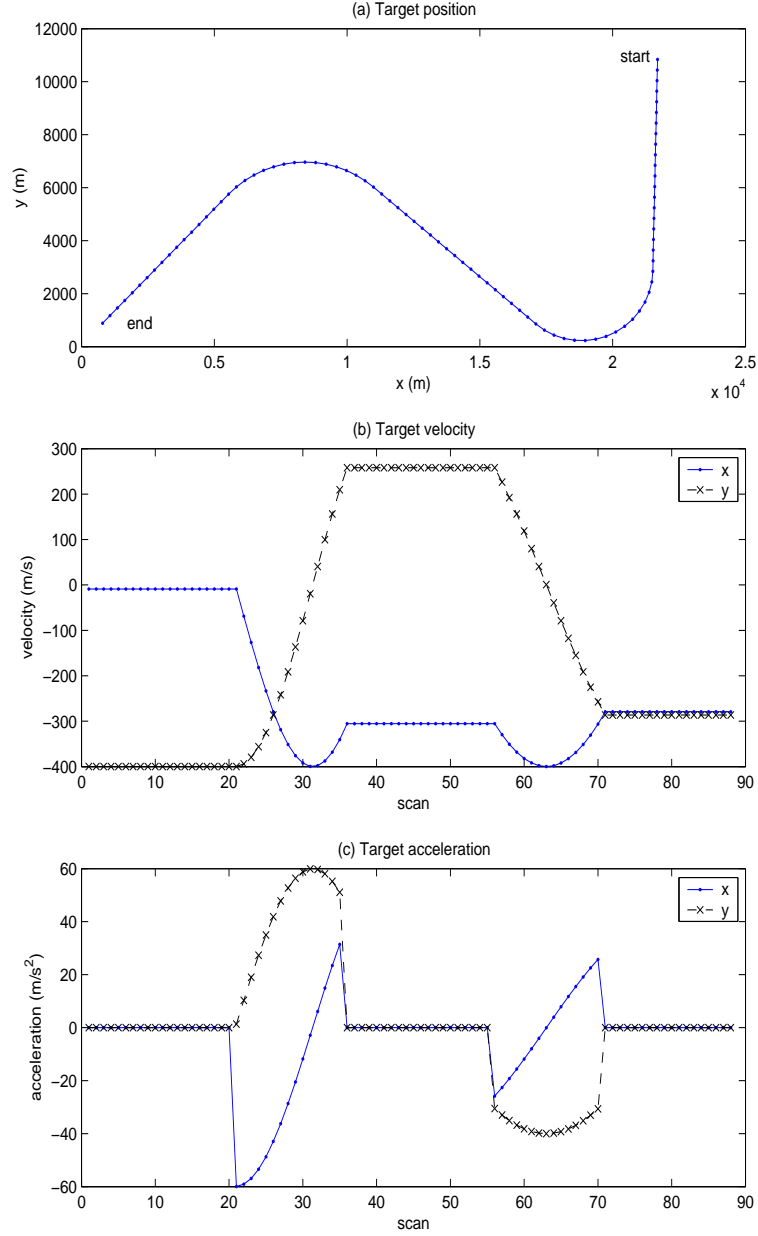 (a) Target position
12000
10000
8000
6000
4000
2000
0
y (m)
start
end
0 0.5 1 1.5 2 2.5
x (m)
x 10^4
(b) Target velocity
300
200
100
0
−100
−200
−300
−400
velocity (m/s)
x
y
0 10 20 30 40 50 60 70 80 90
scan
(c) Target acceleration
60
40
20
0
−20
−40
−60
acceleration (m/s²)
x
y
0 10 20 30 40 50 60 70 80 90
scan